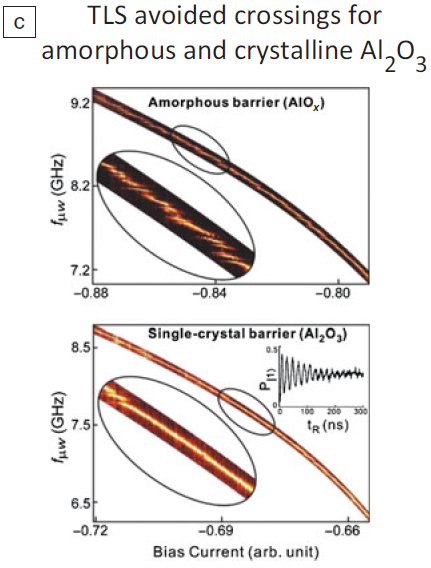 c
TLS avoided crossings for
amorphous and crystalline Al₂O₃
Amorphous barrier (AlOₓ)
9.2
8.2
7.2
fμw (GHz)
−0.88 −0.84 −0.80
Single-crystal barrier (Al₂O₃)
8.5
7.5
6.5
fμw (GHz)
0.5
0
P|1⟩
0 100 200 300
tR (ns)
−0.72 −0.69 −0.66
Bias Current (arb. unit)